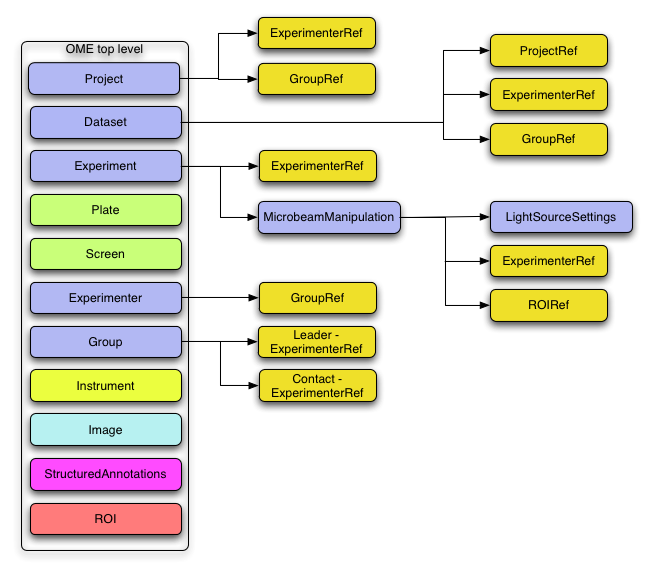 OME top level
Project
Dataset
Experiment
Plate
Screen
Experimenter
Group
Instrument
Image
StructuredAnnotations
ROI
ExperimenterRef
GroupRef
ExperimenterRef
MicrobeamManipulation
GroupRef
Leader -
ExperimenterRef
Contact -
ExperimenterRef
ProjectRef
ExperimenterRef
GroupRef
LightSourceSettings
ExperimenterRef
ROIRef